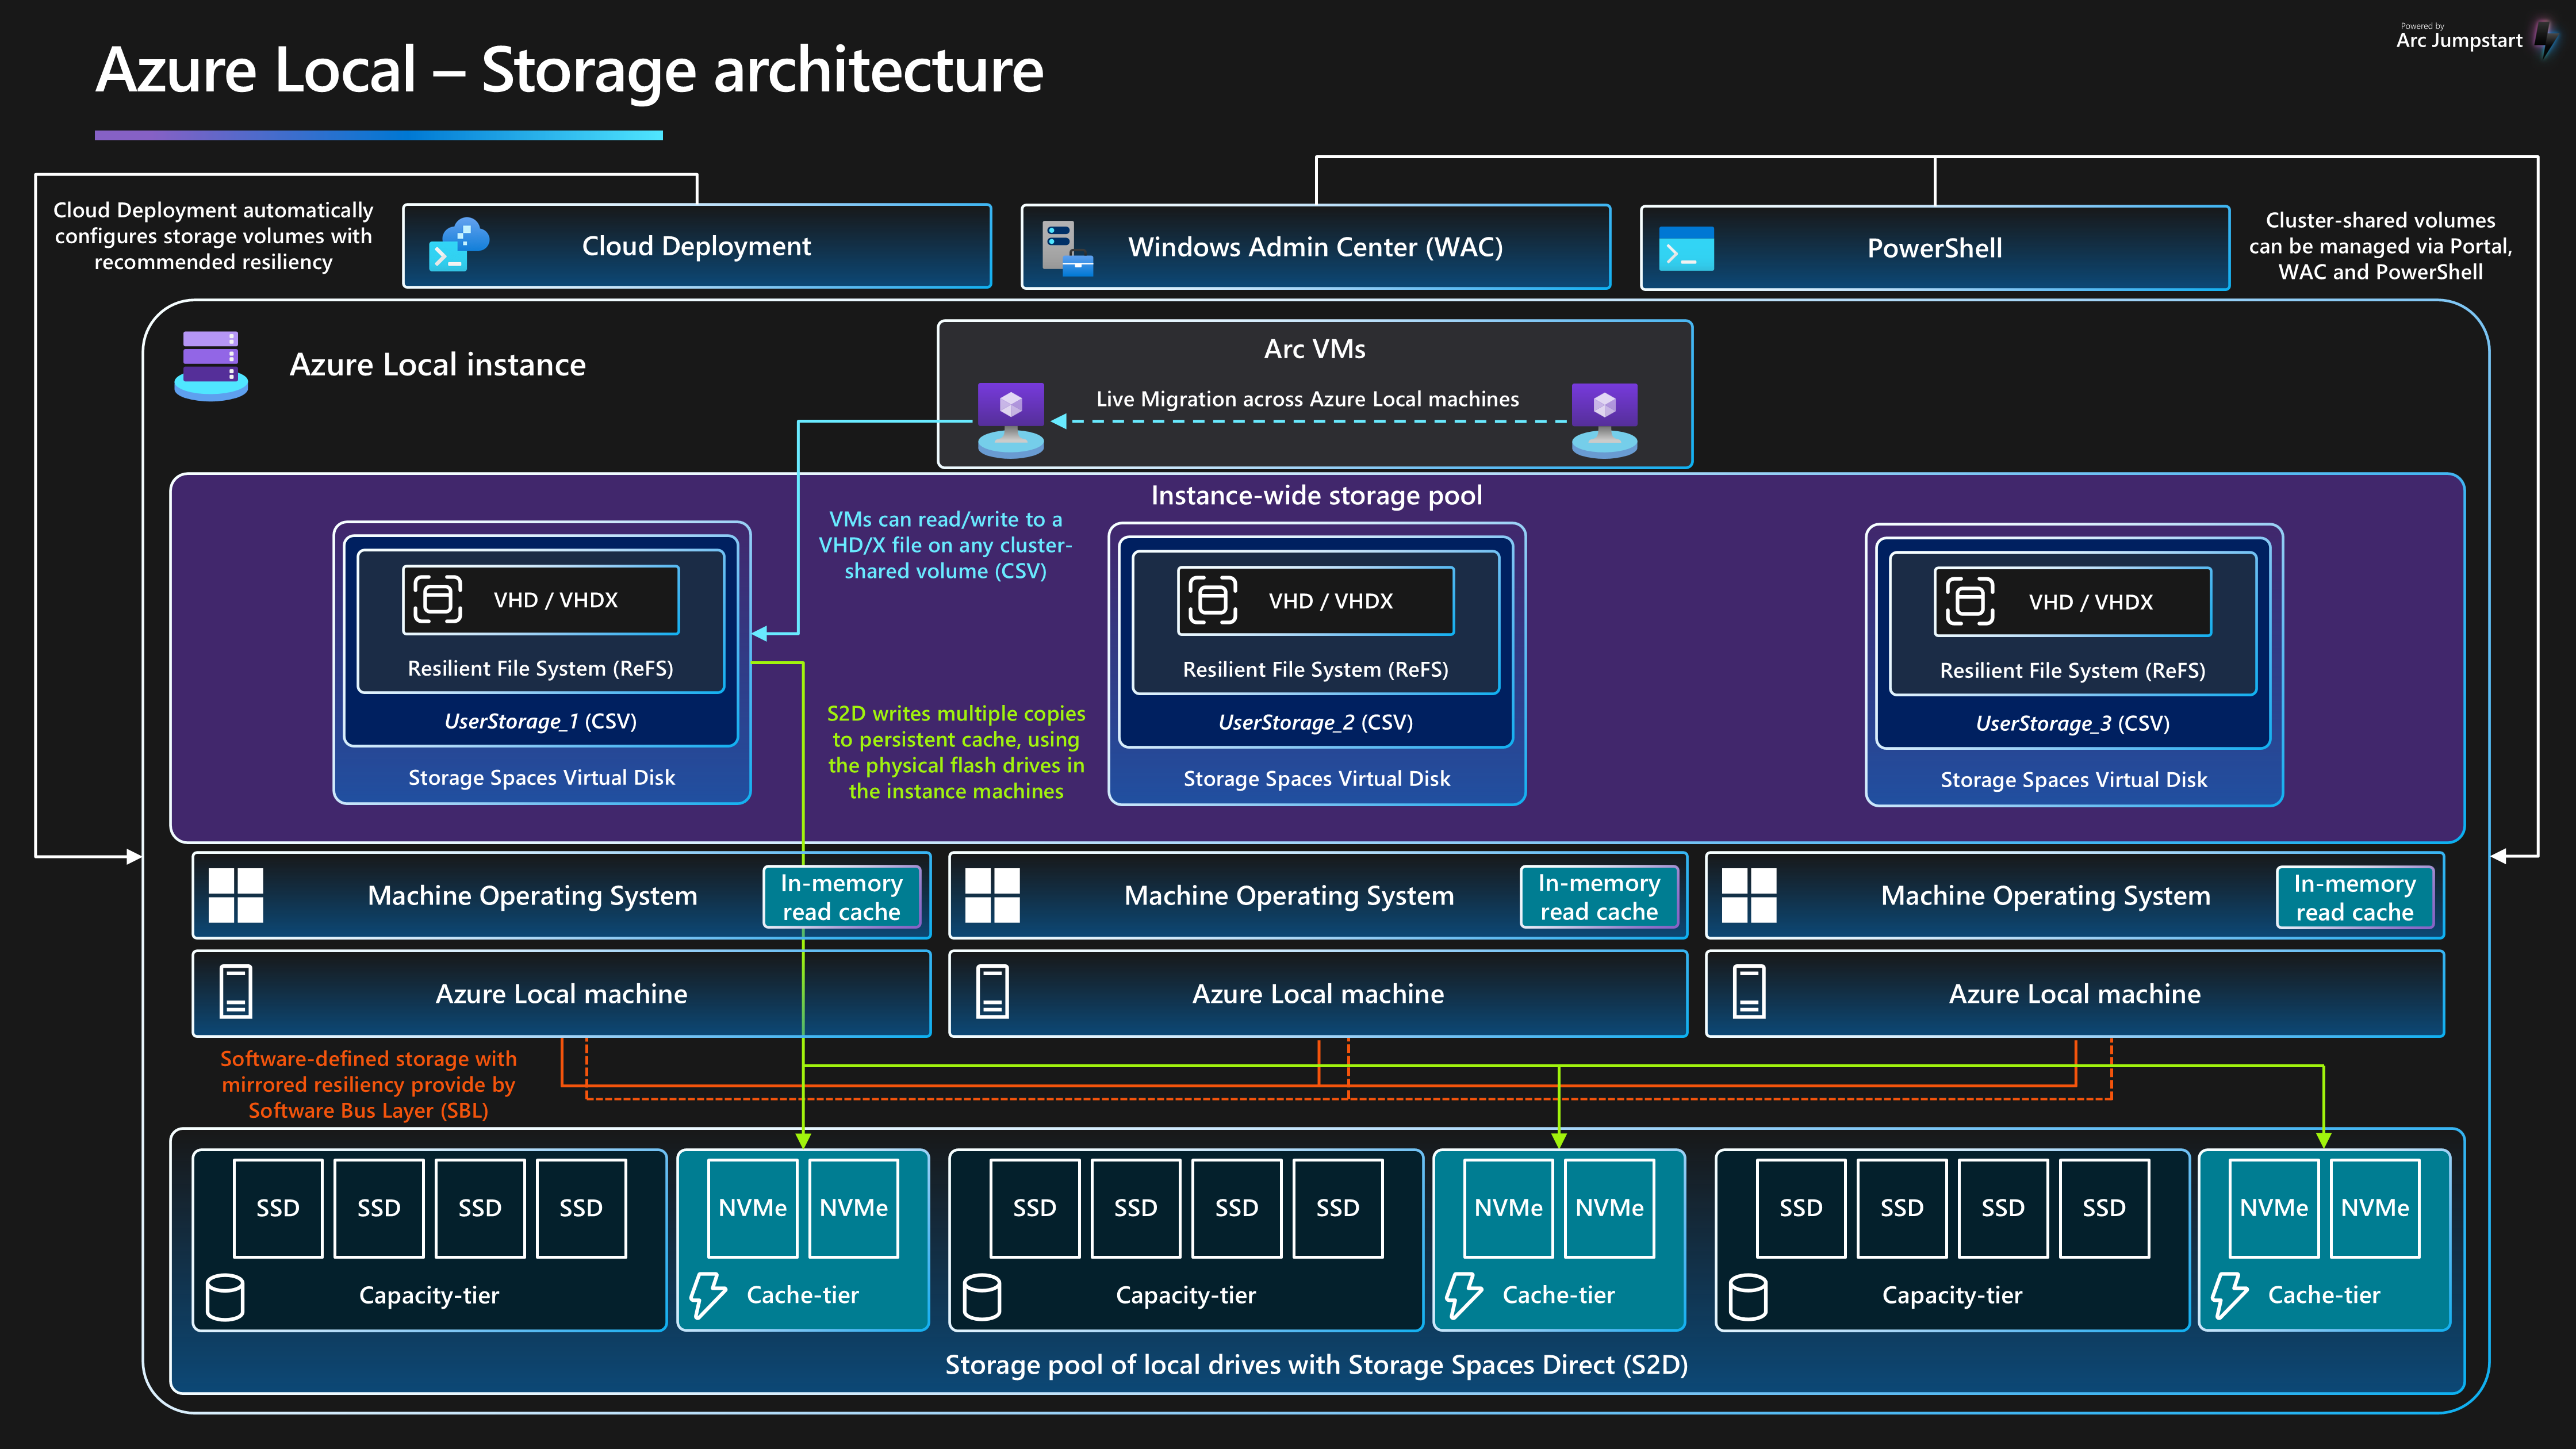 Powered by
Arc Jumpstart
Azure Local – Storage architecture
Cloud Deployment automatically
configures storage volumes with
recommended resiliency
Cloud Deployment
Windows Admin Center (WAC)
PowerShell
Cluster-shared volumes
can be managed via Portal,
WAC and PowerShell
Azure Local instance
Arc VMs
Live Migration across Azure Local machines
Instance-wide storage pool
VMs can read/write to a
VHD/X file on any cluster-
shared volume (CSV)
VHD / VHDX
Resilient File System (ReFS)
UserStorage_1 (CSV)
Storage Spaces Virtual Disk
S2D writes multiple copies
to persistent cache, using
the physical flash drives in
the instance machines
VHD / VHDX
Resilient File System (ReFS)
UserStorage_2 (CSV)
Storage Spaces Virtual Disk
VHD / VHDX
Resilient File System (ReFS)
UserStorage_3 (CSV)
Storage Spaces Virtual Disk
Machine Operating System
In-memory
read cache
Machine Operating System
In-memory
read cache
Machine Operating System
In-memory
read cache
Azure Local machine
Azure Local machine
Azure Local machine
Software-defined storage with
mirrored resiliency provide by
Software Bus Layer (SBL)
SSD SSD SSD SSD
Capacity-tier
NVMe NVMe
Cache-tier
SSD SSD SSD SSD
Capacity-tier
NVMe NVMe
Cache-tier
SSD SSD SSD SSD
Capacity-tier
NVMe NVMe
Cache-tier
Storage pool of local drives with Storage Spaces Direct (S2D)